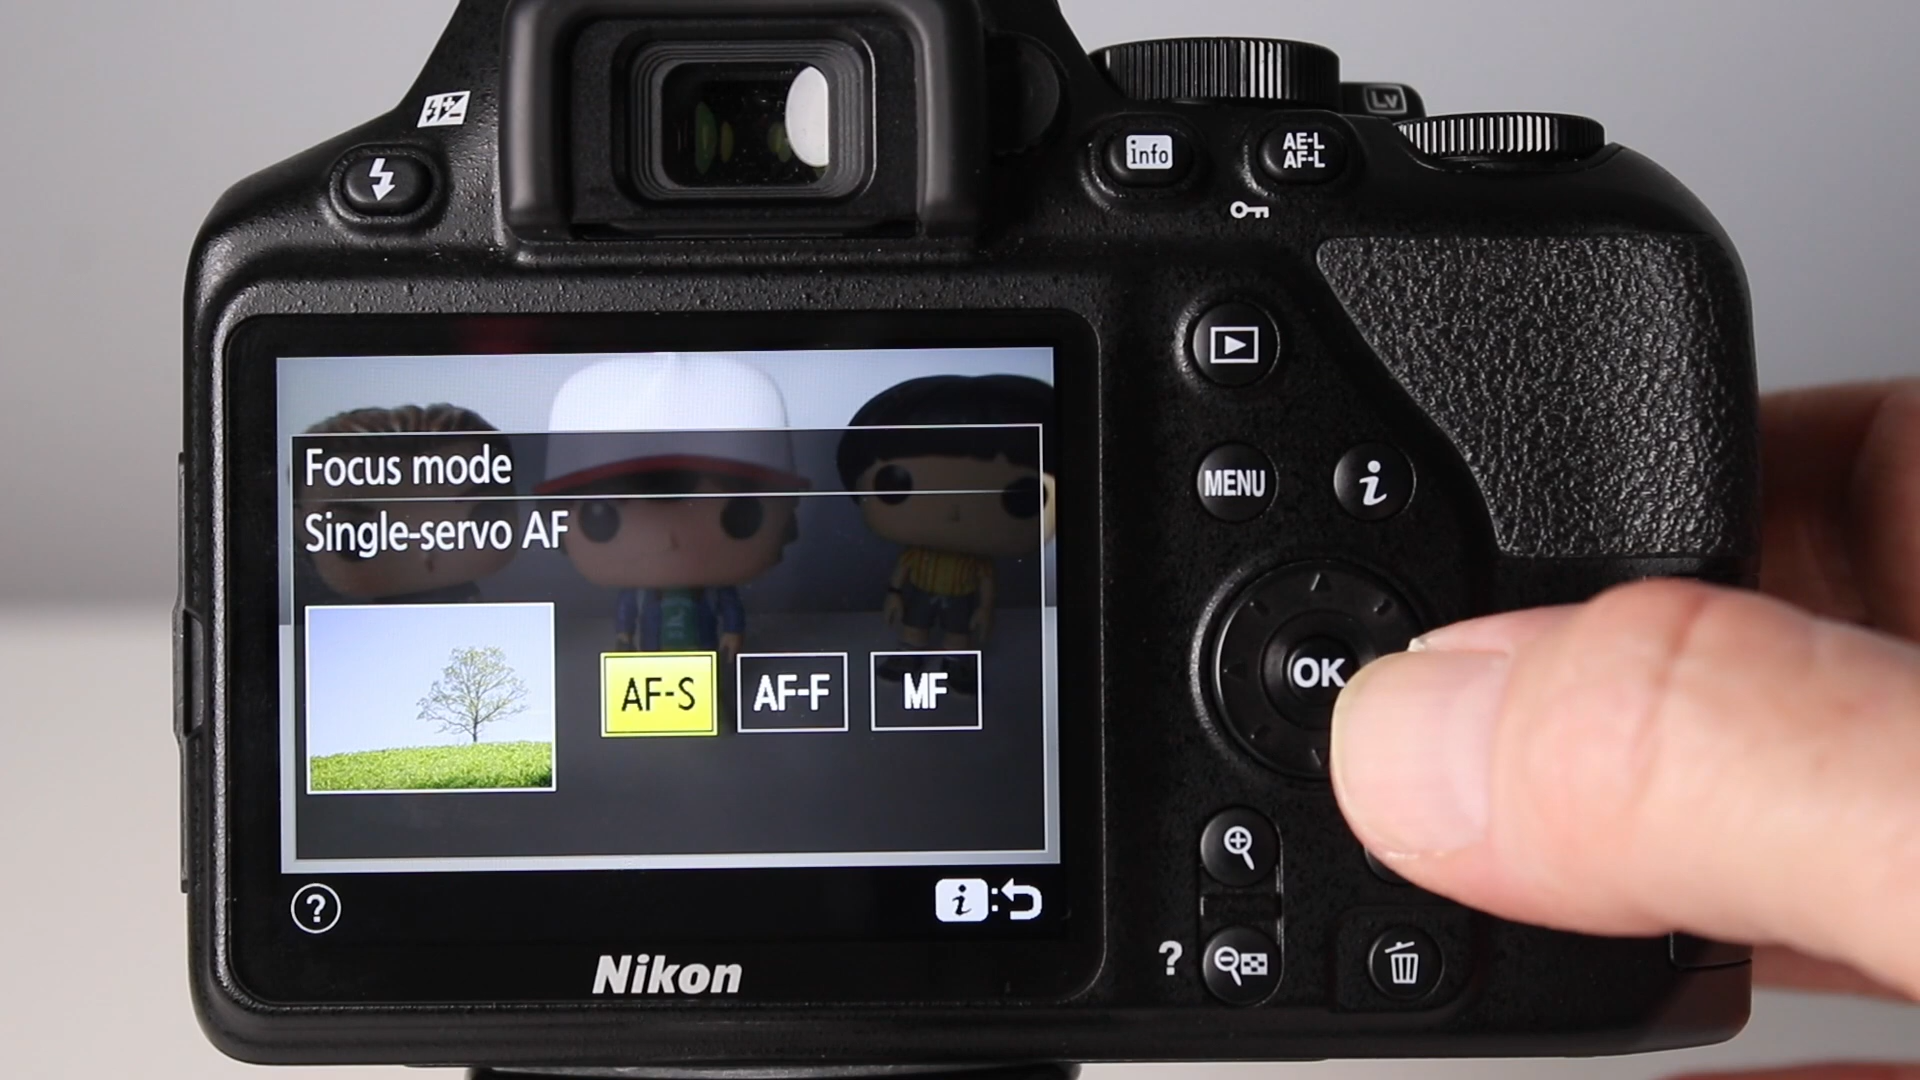 Lv
info
AE-L
AF-L
Focus mode
Single-servo AF
AF-S
AF-F
MF
MENU
i
OK
?
i:
Nikon
?